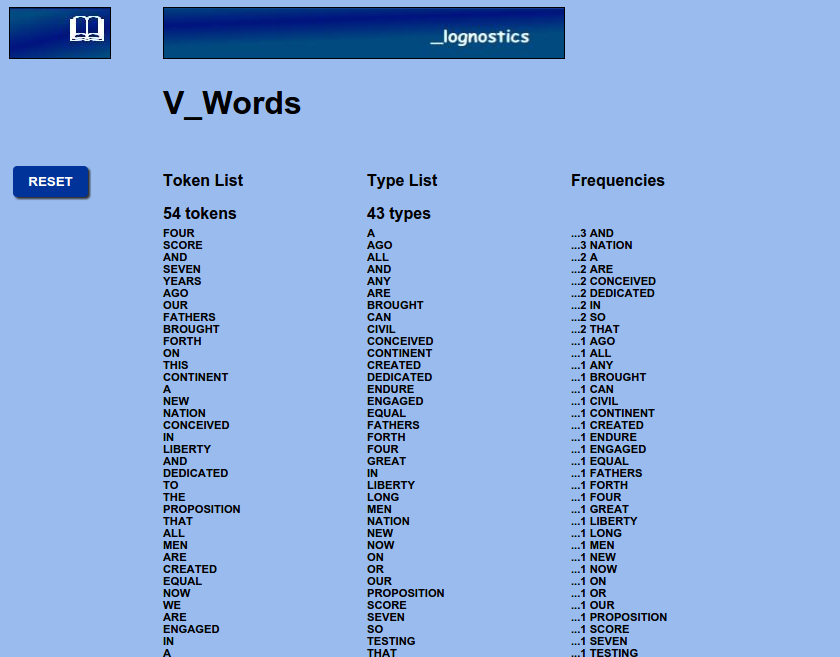 _lognostics
V_Words
RESET
Token List
54 tokens
FOUR
SCORE
AND
SEVEN
YEARS
AGO
OUR
FATHERS
BROUGHT
FORTH
ON
THIS
CONTINENT
A
NEW
NATION
CONCEIVED
IN
LIBERTY
AND
DEDICATED
TO
THE
PROPOSITION
THAT
ALL
MEN
ARE
CREATED
EQUAL
NOW
WE
ARE
ENGAGED
IN
A
Type List
43 types
A
AGO
ALL
AND
ANY
ARE
BROUGHT
CAN
CIVIL
CONCEIVED
CONTINENT
CREATED
DEDICATED
ENDURE
ENGAGED
EQUAL
FATHERS
FORTH
FOUR
GREAT
IN
LIBERTY
LONG
MEN
NATION
NEW
NOW
ON
OR
OUR
PROPOSITION
SCORE
SEVEN
SO
TESTING
THAT
Frequencies
...3 AND
...3 NATION
...2 A
...2 ARE
...2 CONCEIVED
...2 DEDICATED
...2 IN
...2 SO
...2 THAT
...1 AGO
...1 ALL
...1 ANY
...1 BROUGHT
...1 CAN
...1 CIVIL
...1 CONTINENT
...1 CREATED
...1 ENDURE
...1 ENGAGED
...1 EQUAL
...1 FATHERS
...1 FORTH
...1 FOUR
...1 GREAT
...1 LIBERTY
...1 LONG
...1 MEN
...1 NEW
...1 NOW
...1 ON
...1 OR
...1 OUR
...1 PROPOSITION
...1 SCORE
...1 SEVEN
...1 TESTING